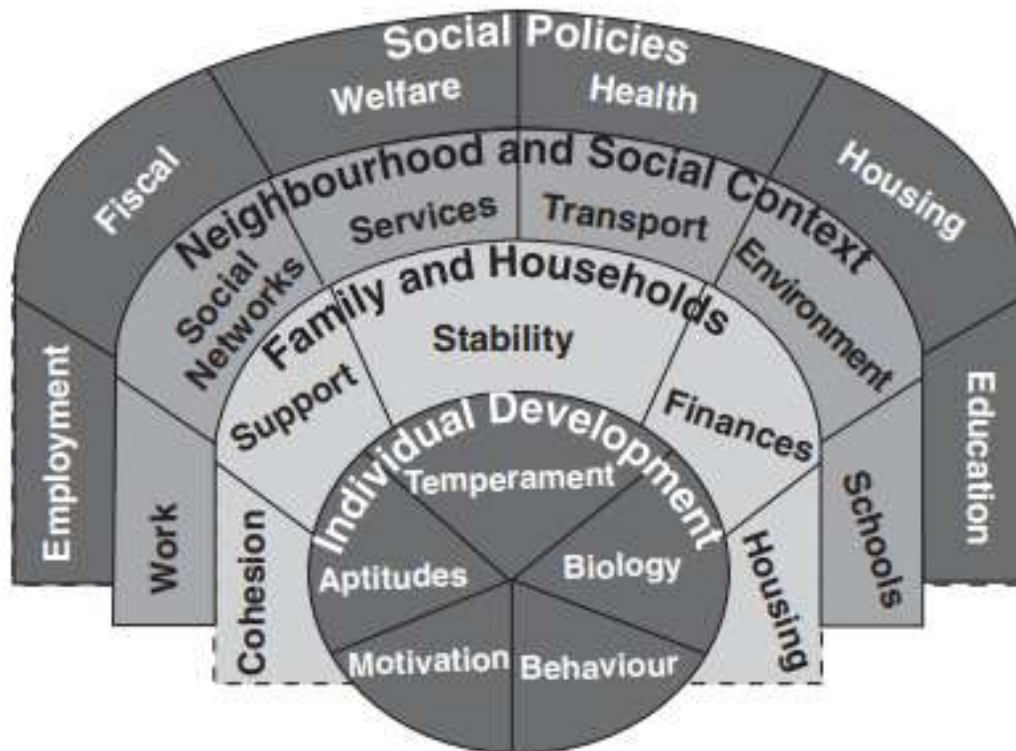 Social Policies
Employment
Fiscal
Welfare
Health
Housing
Education
Neighbourhood and Social Context
Work
Social
Networks
Services
Transport
Environment
Schools
Family and Households
Cohesion
Support
Stability
Finances
Housing
Individual Development
Aptitudes
Temperament
Biology
Motivation
Behaviour